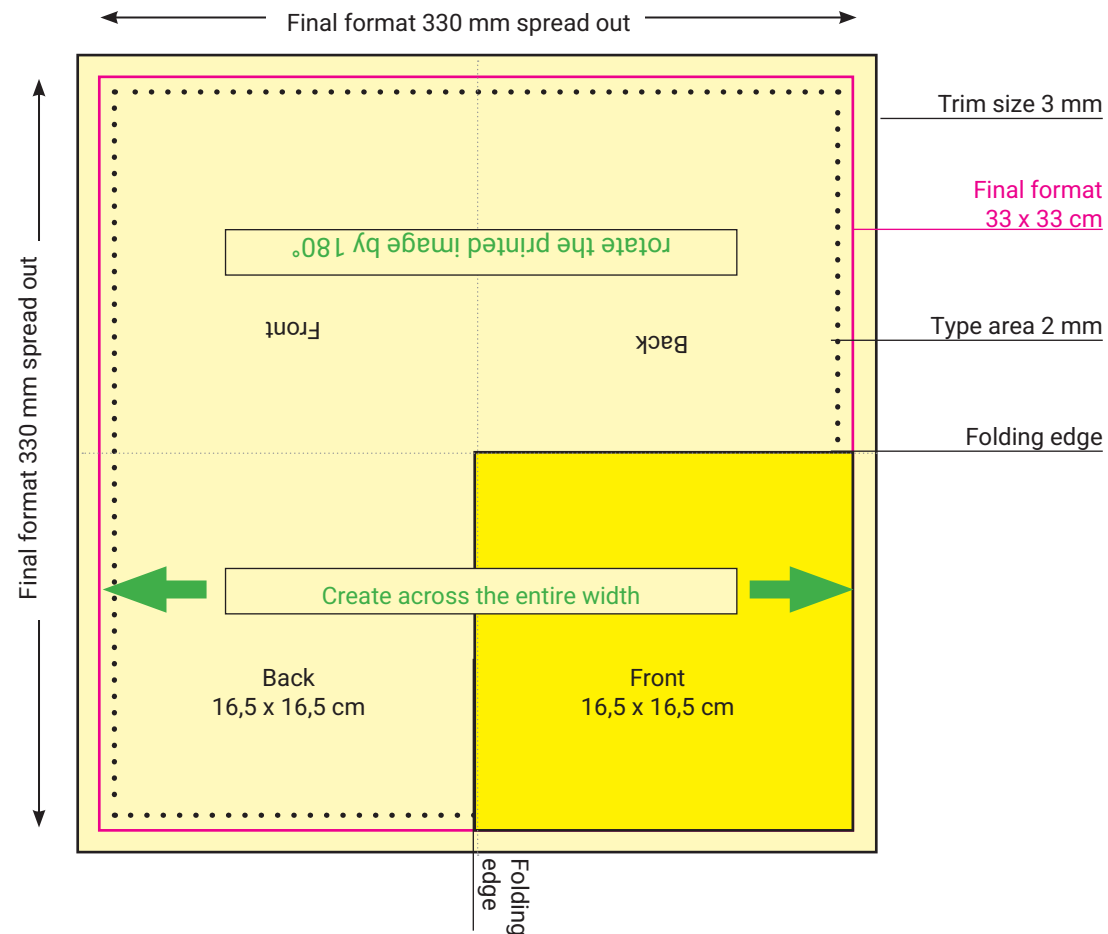 Final format 330 mm spread out
Final format 330 mm spread out
Trim size 3 mm
Final format
33 x 33 cm
rotate the printed image by 180°
Front
Back
Type area 2 mm
Folding edge
Create across the entire width
Back
16,5 x 16,5 cm
Front
16,5 x 16,5 cm
Folding
edge